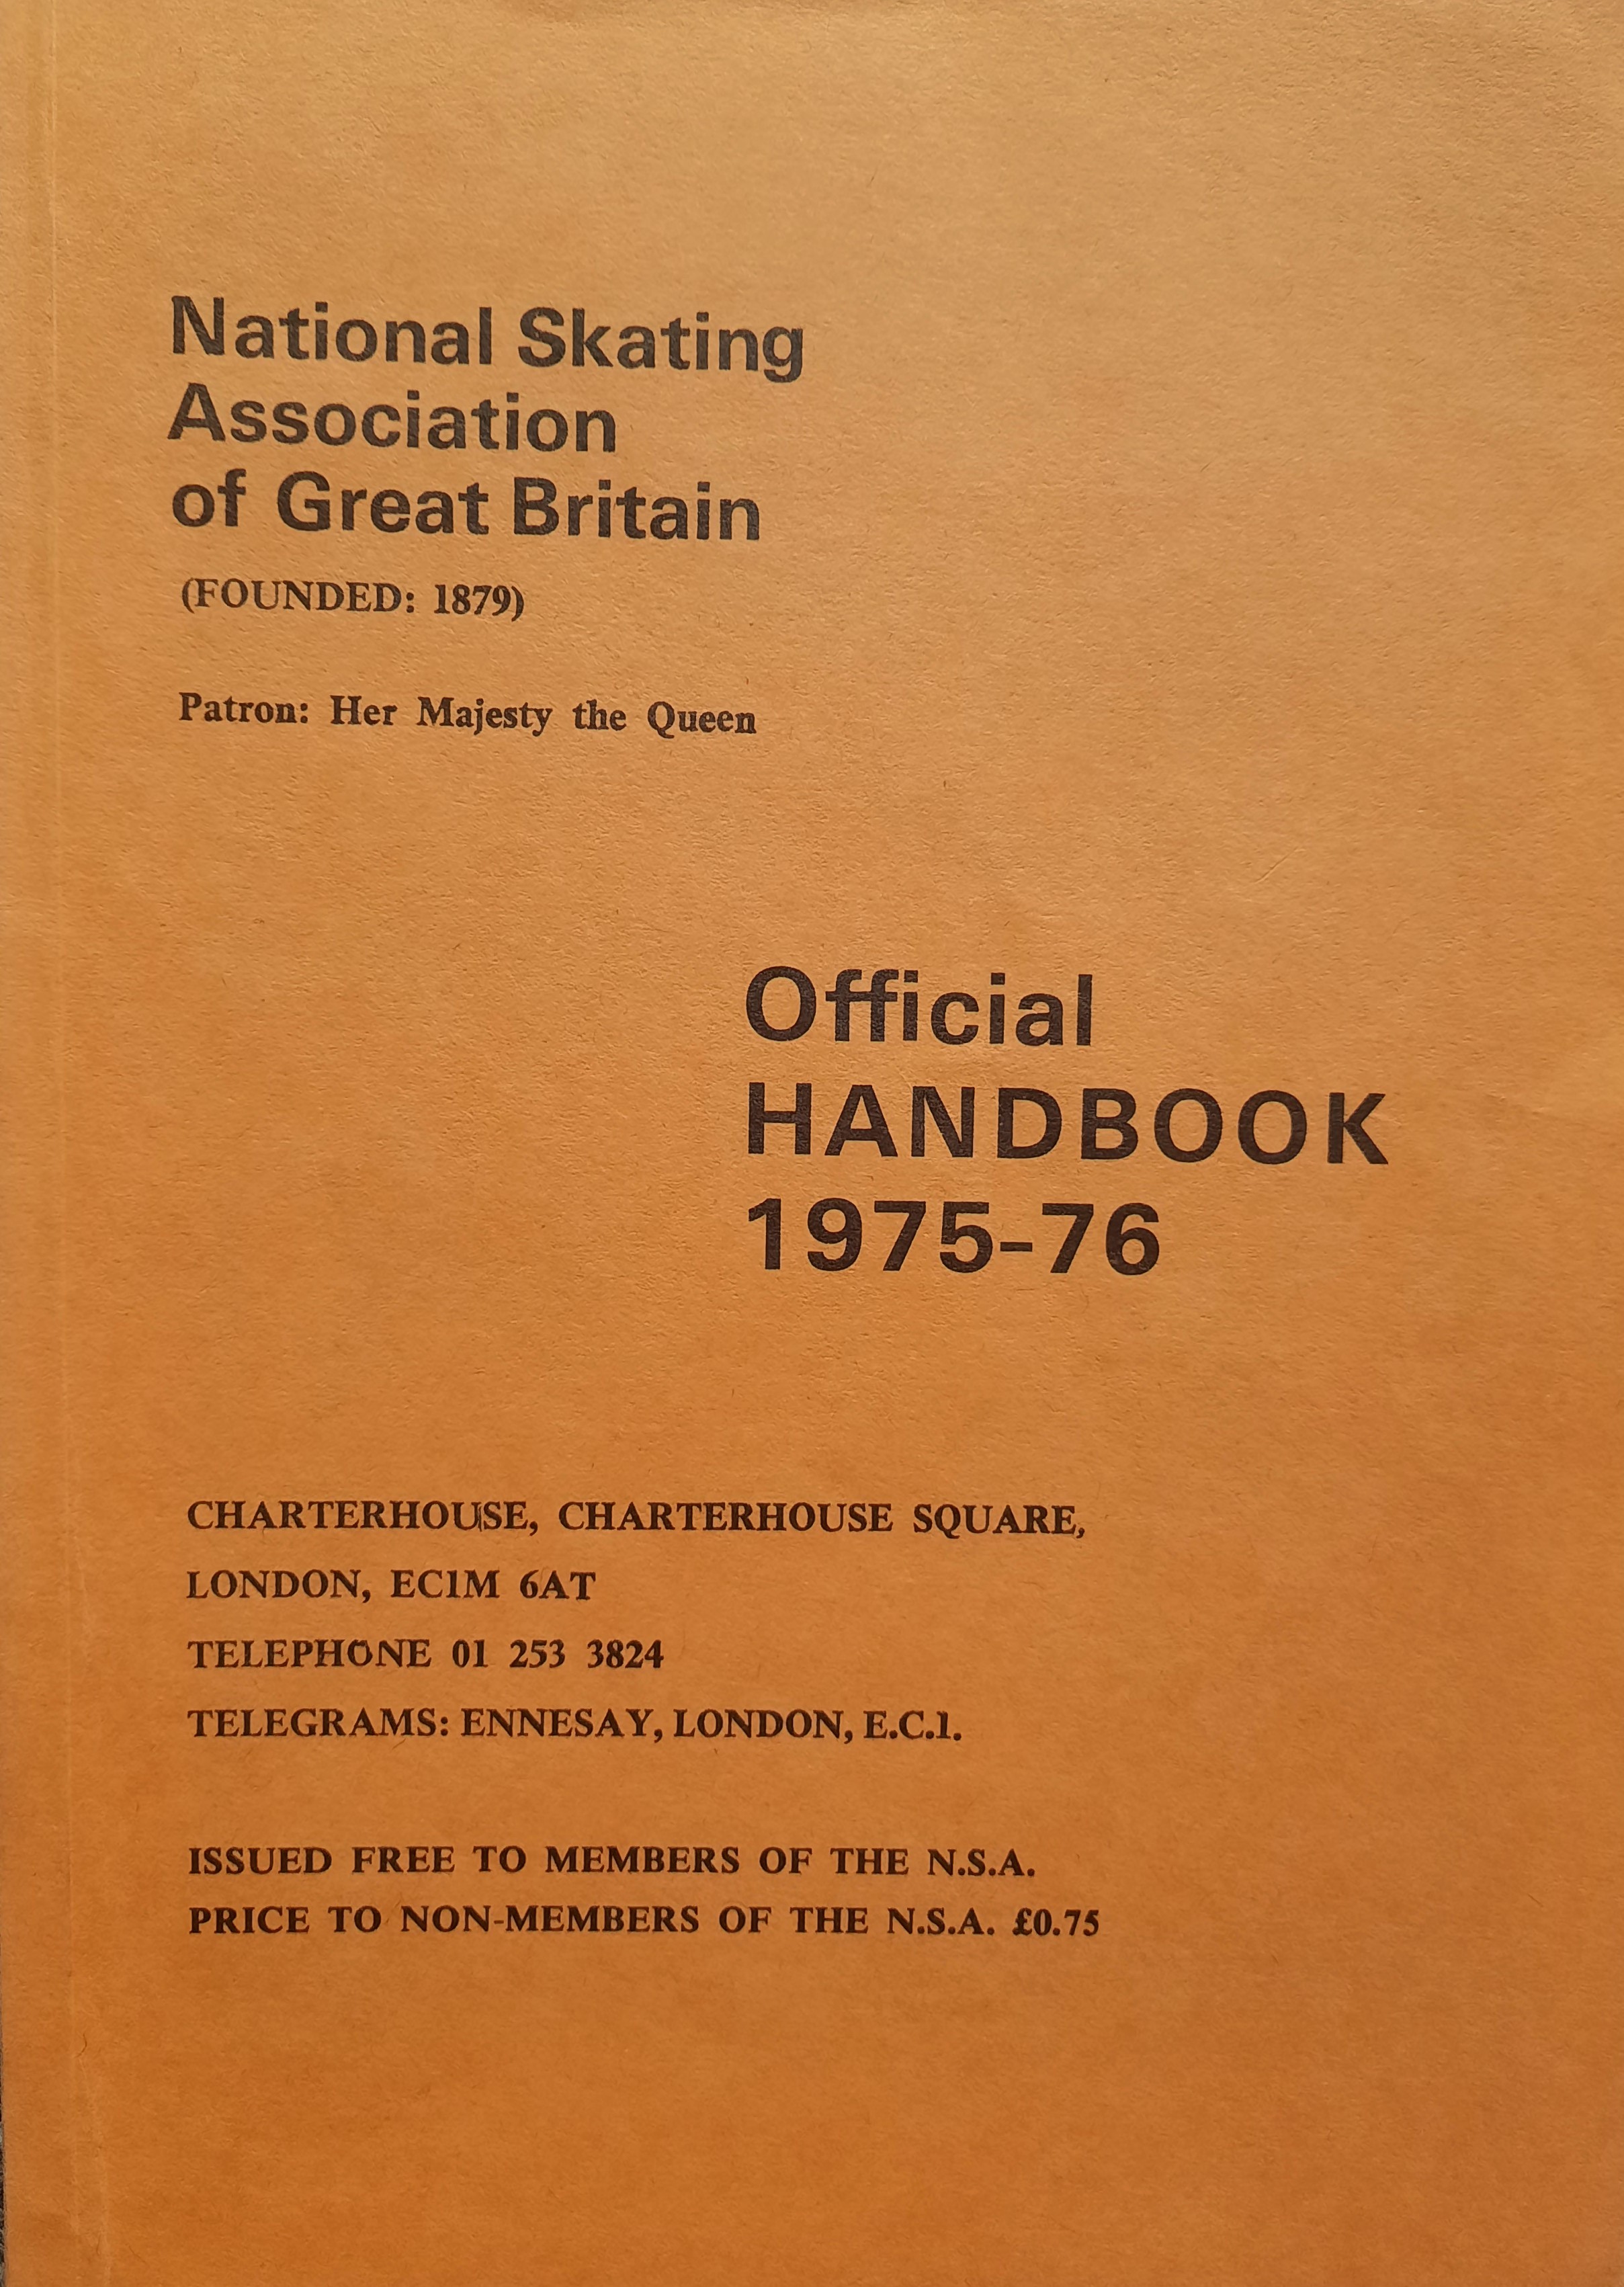 National Skating
Association
of Great Britain
(FOUNDED: 1879)
Patron: Her Majesty the Queen
Official
HANDBOOK
1975-76
CHARTERHOUSE, CHARTERHOUSE SQUARE,
LONDON, EC1M 6AT
TELEPHONE 01 253 3824
TELEGRAMS: ENNESAY, LONDON, E.C.1.
ISSUED FREE TO MEMBERS OF THE N.S.A.
PRICE TO NON-MEMBERS OF THE N.S.A. £0.75